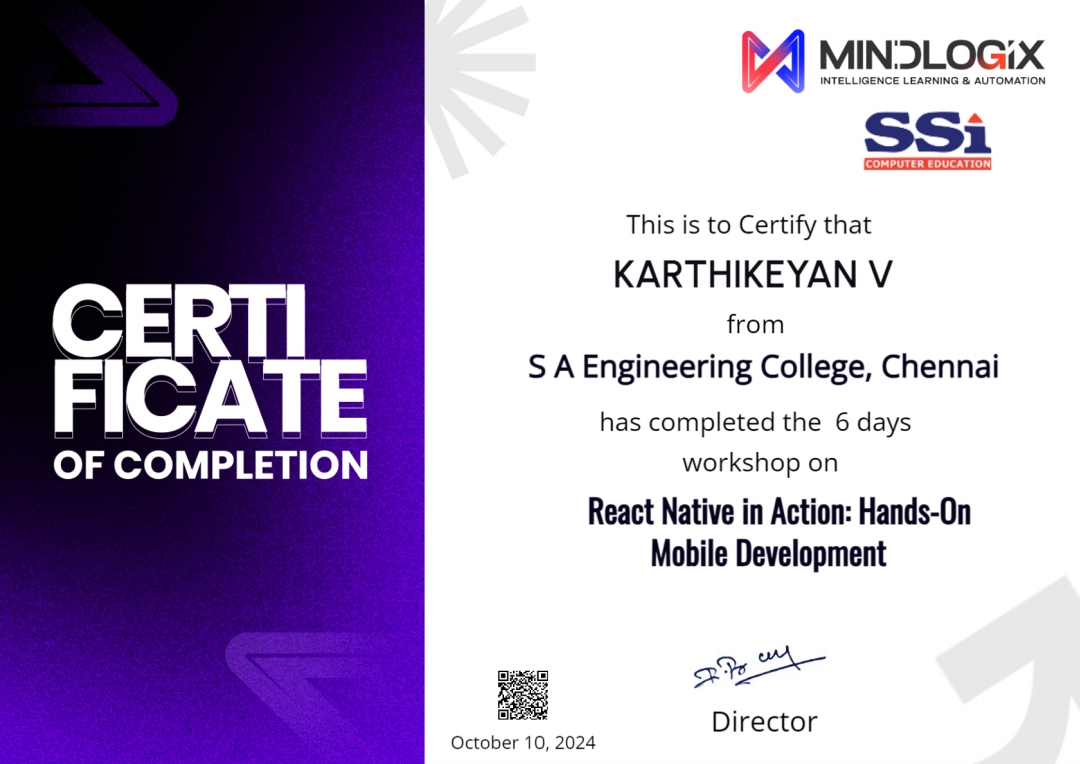 MINDLOGiX
INTELLIGENCE LEARNING & AUTOMATION
SSi
COMPUTER EDUCATION
CERTI
FICATE
OF COMPLETION
This is to Certify that
KARTHIKEYAN V
from
S A Engineering College, Chennai
has completed the 6 days
workshop on
React Native in Action: Hands-On
Mobile Development
Director
October 10, 2024